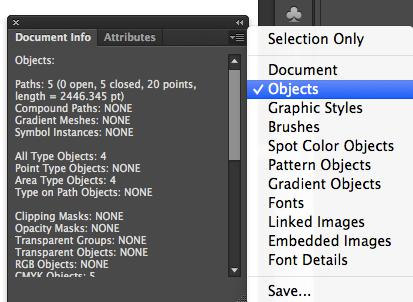 Document Info
Attributes
Objects:
Paths: 5 (0 open, 5 closed, 20 points,
length = 2446.345 pt)
Compound Paths: NONE
Gradient Meshes: NONE
Symbol Instances: NONE
All Type Objects: 4
Point Type Objects: NONE
Area Type Objects: 4
Type on Path Objects: NONE
Clipping Masks: NONE
Opacity Masks: NONE
Transparent Groups: NONE
Transparent Objects: NONE
RGB Objects: NONE
CMYK Objects: 5
Selection Only
Document
Objects
Graphic Styles
Brushes
Spot Color Objects
Pattern Objects
Gradient Objects
Fonts
Linked Images
Embedded Images
Font Details
Save...